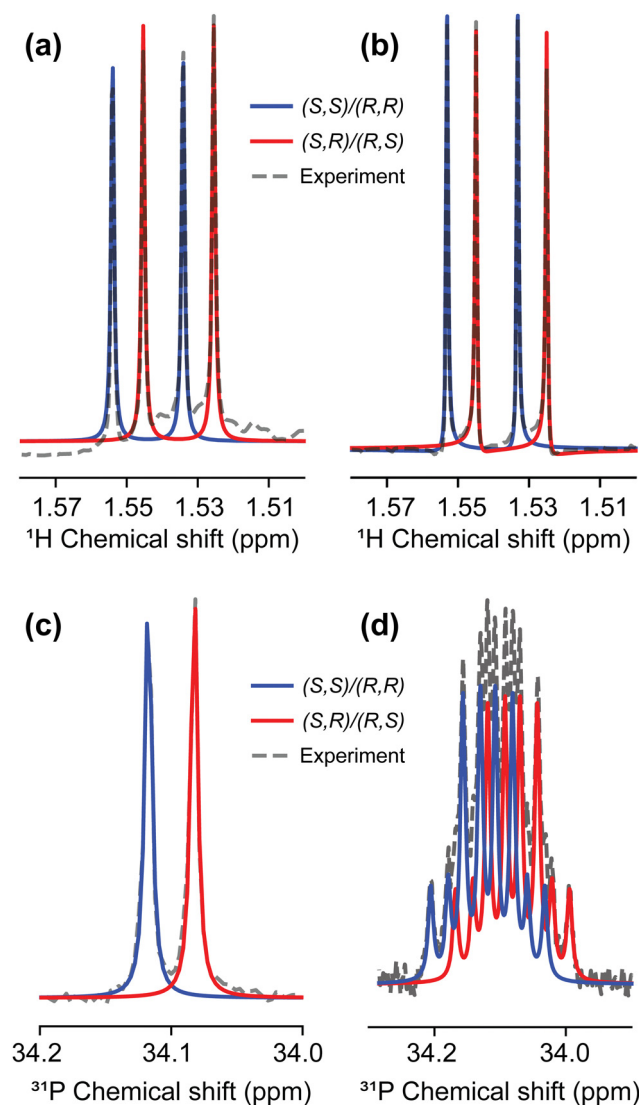 (a)
(b)
(S,S)/(R,R)
(S,R)/(R,S)
Experiment
1.57 1.55 1.53 1.51
1.57 1.55 1.53 1.51
¹H Chemical shift (ppm)
¹H Chemical shift (ppm)
(c)
(d)
(S,S)/(R,R)
(S,R)/(R,S)
Experiment
34.2 34.1 34.0
34.2 34.0
³¹P Chemical shift (ppm)
³¹P Chemical shift (ppm)